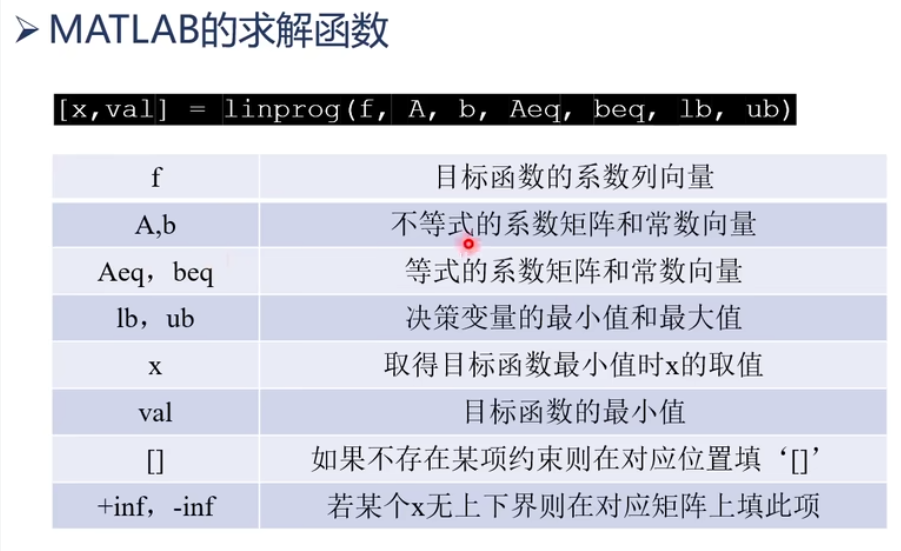 ➢ MATLAB的求解函数
[x,val] = linprog(f, A, b, Aeq, beq, lb, ub)
f 目标函数的系数列向量
A,b 不等式的系数矩阵和常数向量
Aeq，beq 等式的系数矩阵和常数向量
lb，ub 决策变量的最小值和最大值
x 取得目标函数最小值时x的取值
val 目标函数的最小值
[] 如果不存在某项约束则在对应位置填‘[]’
+inf，-inf 若某个x无上下界则在对应矩阵上填此项